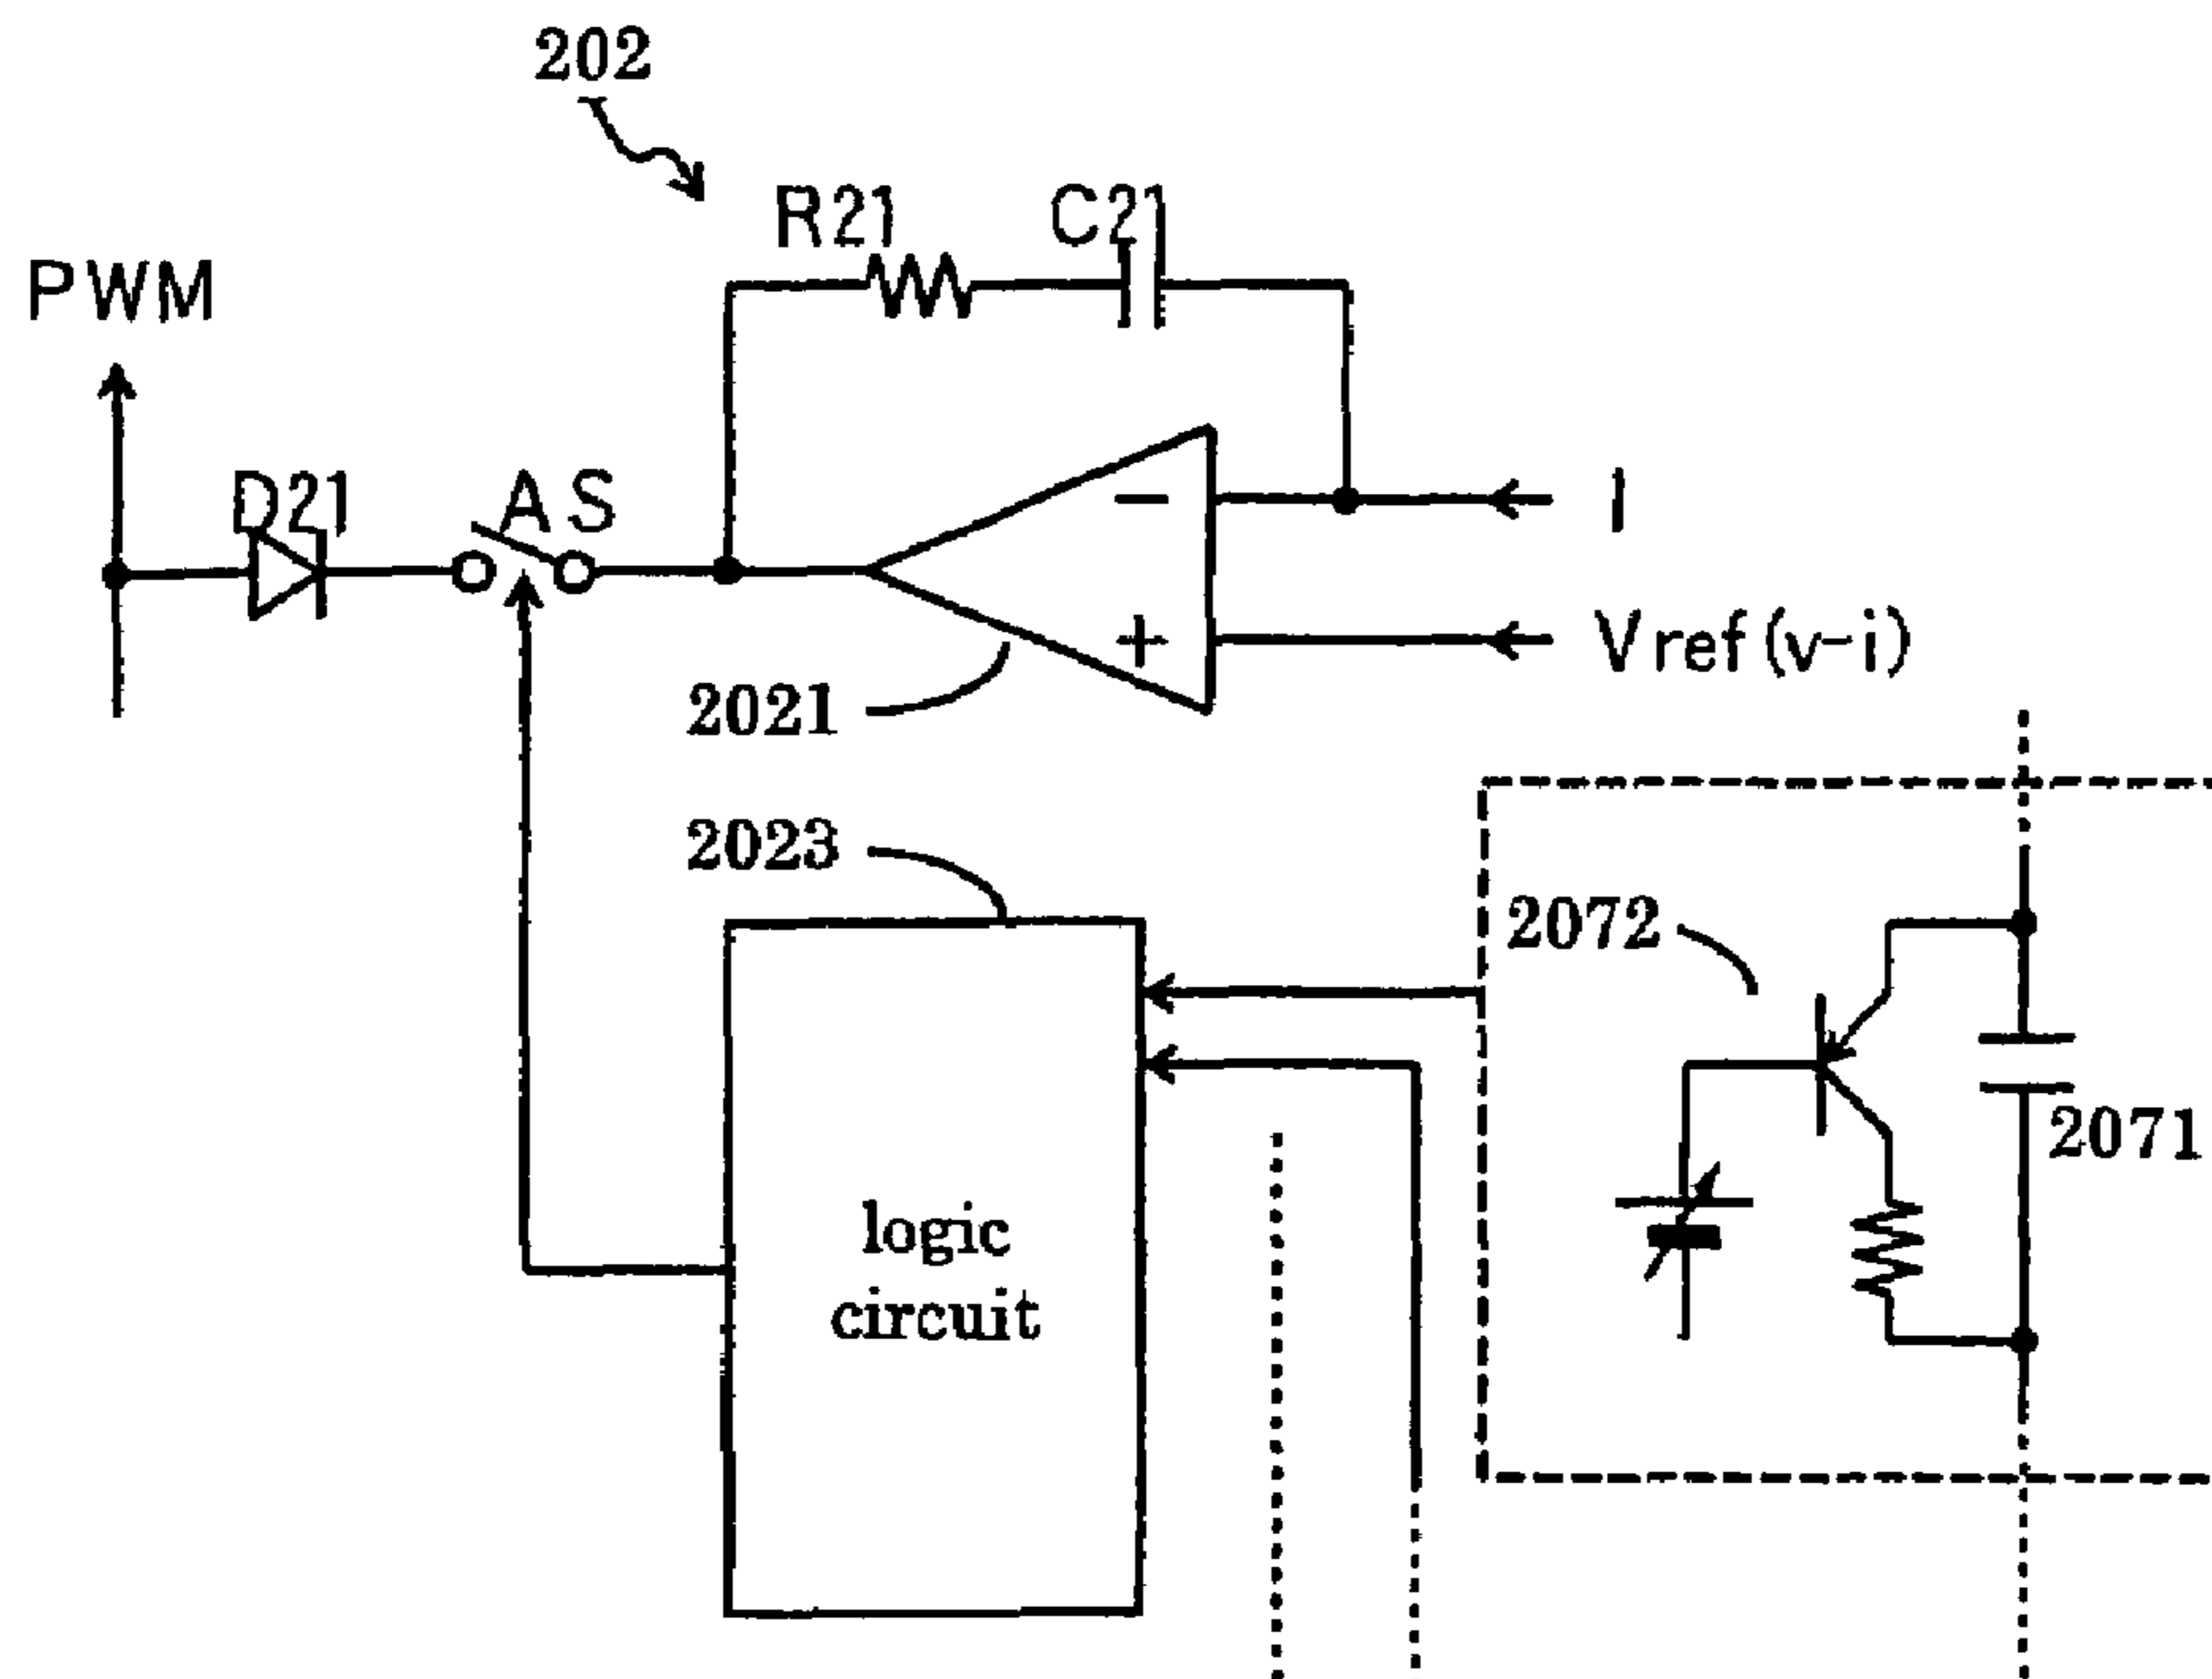 202
R21
C21
PWM
D21
AS
−
I
+
Vref(v-i)
2021
2023
2072
2071
logic
circuit